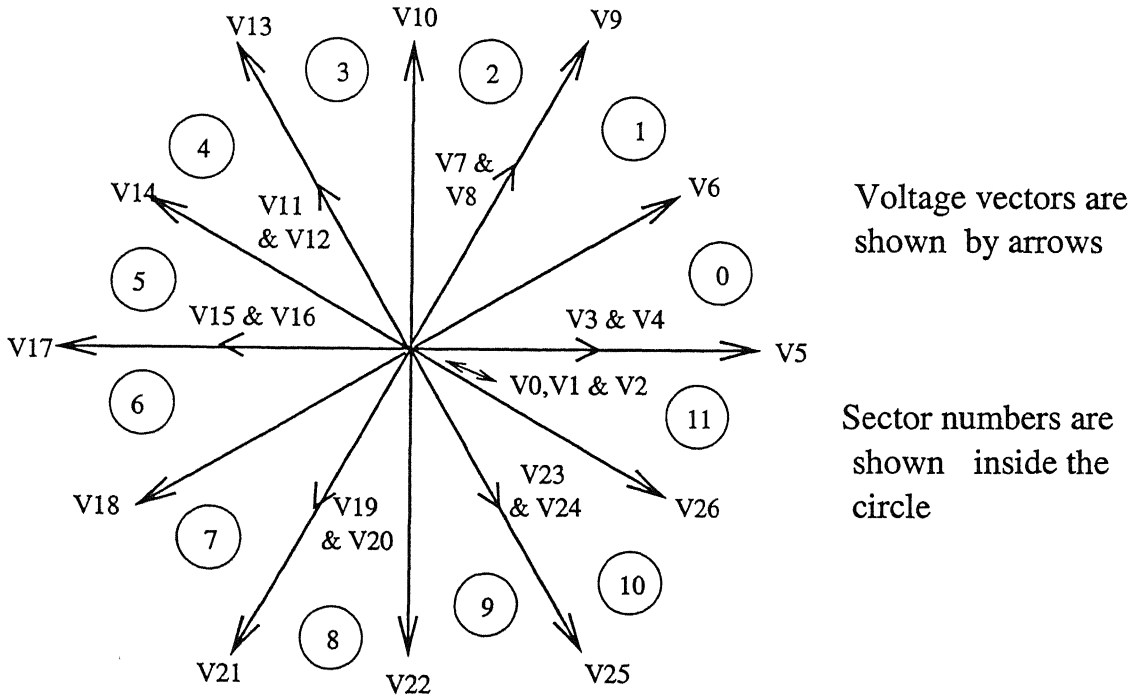 V13
V10
V9
3
2
4
1
V7 &
V8
V14
V11
& V12
V6
Voltage vectors are
shown by arrows
5
0
V15 & V16
V3 & V4
V17
V5
V0,V1 & V2
6
11
Sector numbers are
shown inside the
circle
V18
V19
& V20
V23
& V24
V26
7
10
9
8
V21
V22
V25